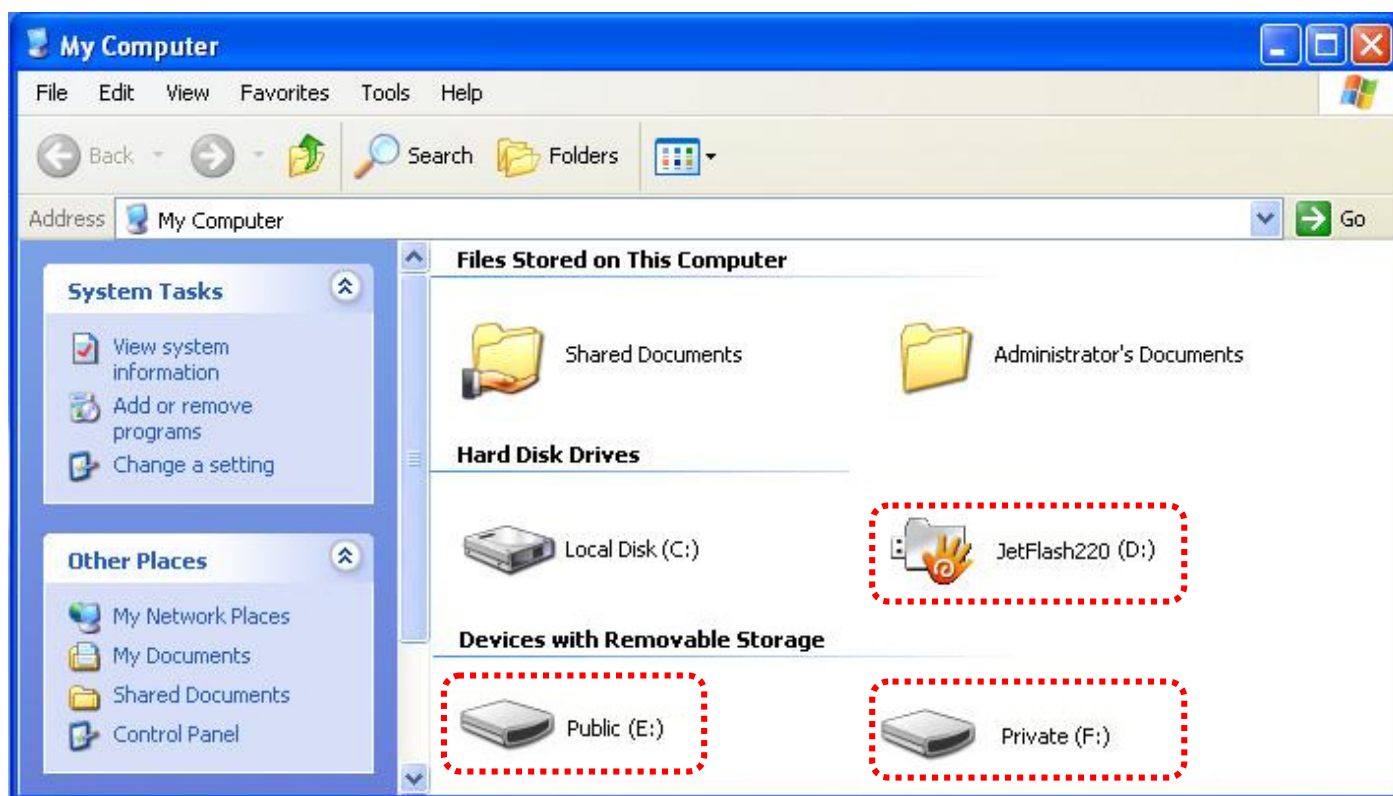 My Computer
File Edit View Favorites Tools Help
Back Search Folders
Address My Computer Go
System Tasks
View system
information
Add or remove
programs
Change a setting
Other Places
My Network Places
My Documents
Shared Documents
Control Panel
Files Stored on This Computer
Shared Documents Administrator's Documents
Hard Disk Drives
Local Disk (C:) JetFlash220 (D:)
Devices with Removable Storage
Public (E:) Private (F:)